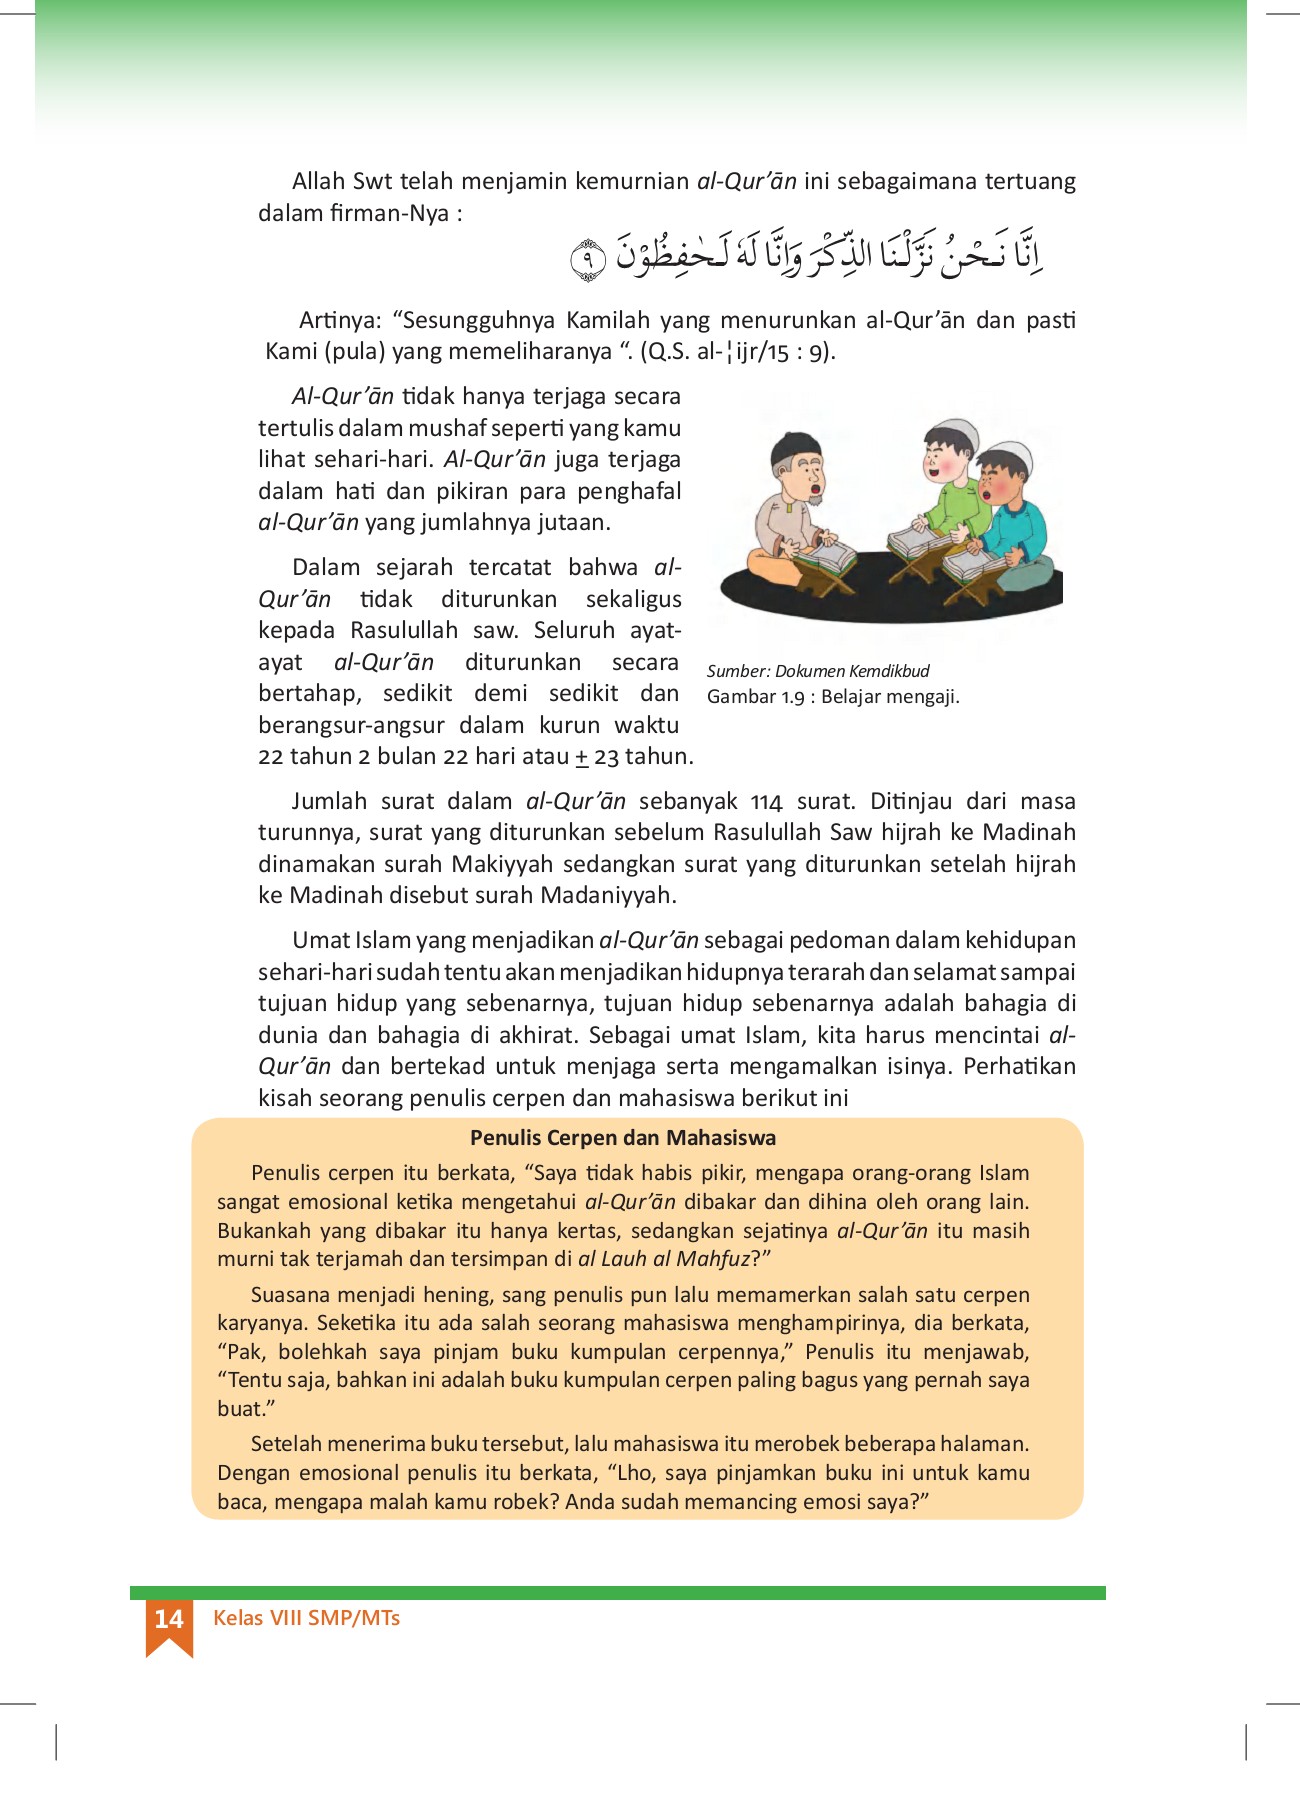 Allah Swt telah menjamin kemurnian al-Qur’ān ini sebagaimana tertuang
dalam firman-Nya :
اِنَّا نَحْنُ نَزَّلْنَا الذِّكْرَ وَاِنَّا لَهٗ لَحٰفِظُوْنَ ٩
Artinya: “Sesungguhnya Kamilah yang menurunkan al-Qur’ān dan pasti
Kami (pula) yang memeliharanya “. (Q.S. al-¦ijr/15 : 9).
Al-Qur’ān tidak hanya terjaga secara
tertulis dalam mushaf seperti yang kamu
lihat sehari-hari. Al-Qur’ān juga terjaga
dalam hati dan pikiran para penghafal
al-Qur’ān yang jumlahnya jutaan.
Dalam sejarah tercatat bahwa al-
Qur’ān tidak diturunkan sekaligus
kepada Rasulullah saw. Seluruh ayat-
ayat al-Qur’ān diturunkan secara
bertahap, sedikit demi sedikit dan
berangsur-angsur dalam kurun waktu
22 tahun 2 bulan 22 hari atau ± 23 tahun.
Sumber: Dokumen Kemdikbud
Gambar 1.9 : Belajar mengaji.
Jumlah surat dalam al-Qur’ān sebanyak 114 surat. Ditinjau dari masa
turunnya, surat yang diturunkan sebelum Rasulullah Saw hijrah ke Madinah
dinamakan surah Makiyyah sedangkan surat yang diturunkan setelah hijrah
ke Madinah disebut surah Madaniyyah.
Umat Islam yang menjadikan al-Qur’ān sebagai pedoman dalam kehidupan
sehari-hari sudah tentu akan menjadikan hidupnya terarah dan selamat sampai
tujuan hidup yang sebenarnya, tujuan hidup sebenarnya adalah bahagia di
dunia dan bahagia di akhirat. Sebagai umat Islam, kita harus mencintai al-
Qur’ān dan bertekad untuk menjaga serta mengamalkan isinya. Perhatikan
kisah seorang penulis cerpen dan mahasiswa berikut ini
Penulis Cerpen dan Mahasiswa
Penulis cerpen itu berkata, “Saya tidak habis pikir, mengapa orang-orang Islam
sangat emosional ketika mengetahui al-Qur’ān dibakar dan dihina oleh orang lain.
Bukankah yang dibakar itu hanya kertas, sedangkan sejatinya al-Qur’ān itu masih
murni tak terjamah dan tersimpan di al Lauh al Mahfuz?”
Suasana menjadi hening, sang penulis pun lalu memamerkan salah satu cerpen
karyanya. Seketika itu ada salah seorang mahasiswa menghampirinya, dia berkata,
“Pak, bolehkah saya pinjam buku kumpulan cerpennya,” Penulis itu menjawab,
“Tentu saja, bahkan ini adalah buku kumpulan cerpen paling bagus yang pernah saya
buat.”
Setelah menerima buku tersebut, lalu mahasiswa itu merobek beberapa halaman.
Dengan emosional penulis itu berkata, “Lho, saya pinjamkan buku ini untuk kamu
baca, mengapa malah kamu robek? Anda sudah memancing emosi saya?”
14 Kelas VIII SMP/MTs